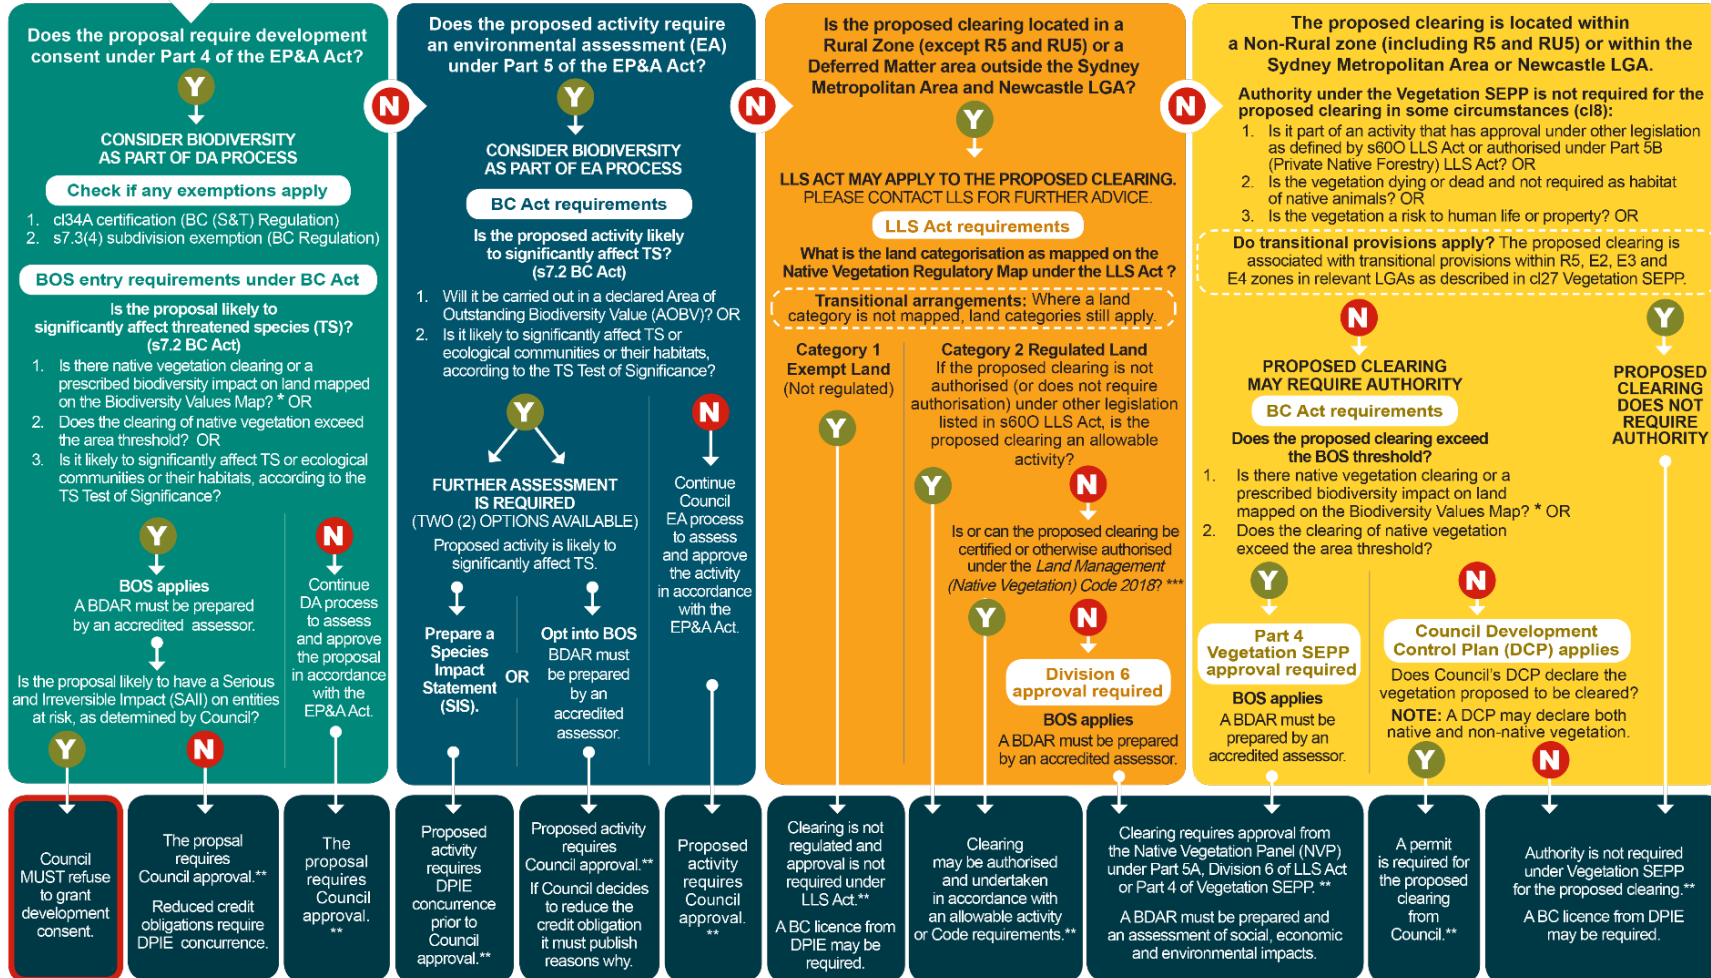 Does the proposal require development
consent under Part 4 of the EP&A Act?
Y
N
CONSIDER BIODIVERSITY
AS PART OF DA PROCESS
Check if any exemptions apply
1. cl34A certification (BC (S&T) Regulation)
2. s7.3(4) subdivision exemption (BC Regulation)
BOS entry requirements under BC Act
Is the proposal likely to
significantly affect threatened species (TS)?
(s7.2 BC Act)
1. Is there native vegetation clearing or a
prescribed biodiversity impact on land mapped
on the Biodiversity Values Map? * OR
2. Does the clearing of native vegetation exceed
the area threshold? OR
3. Is it likely to significantly affect TS or ecological
communities or their habitats, according to the
TS Test of Significance?
Y
BOS applies
A BDAR must be prepared
by an accredited assessor.
Is the proposal likely to have a Serious
and Irreversible Impact (SAII) on entities
at risk, as determined by Council?
Y
N
N
Continue
DA process
to assess
and approve
the proposal
in accordance
with the
EP&A Act.
Council
MUST refuse
to grant
development
consent.
The propsal
requires
Council approval.**
Reduced credit
obligations require
DPIE concurrence.
The
proposal
requires
Council
approval.
**
Does the proposed activity require
an environmental assessment (EA)
under Part 5 of the EP&A Act?
Y
N
CONSIDER BIODIVERSITY
AS PART OF EA PROCESS
BC Act requirements
Is the proposed activity likely
to significantly affect TS?
(s7.2 BC Act)
1. Will it be carried out in a declared Area of
Outstanding Biodiversity Value (AOBV)? OR
2. Is it likely to significantly affect TS or
ecological communities or their habitats,
according to the TS Test of Significance?
Y
FURTHER ASSESSMENT
IS REQUIRED
(TWO (2) OPTIONS AVAILABLE)
Proposed activity is likely to
significantly affect TS.
Prepare a
Species
Impact
Statement
(SIS).
OR
Opt into BOS
BDAR must
be prepared
by an
accredited
assessor.
N
Continue
Council
EA process
to assess
and approve
the activity
in accordance
with the
EP&A Act.
Proposed
activity
requires
DPIE
concurrence
prior to
Council
approval.**
Proposed activity
requires
Council approval.**
If Council decides
to reduce the
credit obligation
it must publish
reasons why.
Proposed
activity
requires
Council
approval.
**
Is the proposed clearing located in a
Rural Zone (except R5 and RU5) or a
Deferred Matter area outside the Sydney
Metropolitan Area and Newcastle LGA?
Y
N
LLS ACT MAY APPLY TO THE PROPOSED CLEARING.
PLEASE CONTACT LLS FOR FURTHER ADVICE.
LLS Act requirements
What is the land categorisation as mapped on the
Native Vegetation Regulatory Map under the LLS Act ?
Transitional arrangements: Where a land
category is not mapped, land categories still apply.
Category 1
Exempt Land
(Not regulated)
Y
Category 2 Regulated Land
If the proposed clearing is not
authorised (or does not require
authorisation) under other legislation
listed in s60O LLS Act, is the
proposed clearing an allowable
activity?
Y
N
Is or can the proposed clearing be
certified or otherwise authorised
under the Land Management
(Native Vegetation) Code 2018? ***
Y
N
Division 6
approval required
BOS applies
A BDAR must be prepared
by an accredited assessor.
Clearing is not
regulated and
approval is not
required under
LLS Act.**
A BC licence from
DPIE may be
required.
Clearing
may be authorised
and undertaken
in accordance with
an allowable activity
or Code requirements.**
Clearing requires approval from
the Native Vegetation Panel (NVP)
under Part 5A, Division 6 of LLS Act
or Part 4 of Vegetation SEPP. **
A BDAR must be prepared and
an assessment of social, economic
and environmental impacts.
The proposed clearing is located within
a Non-Rural zone (including R5 and RU5) or within the
Sydney Metropolitan Area or Newcastle LGA.
Authority under the Vegetation SEPP is not required for the
proposed clearing in some circumstances (cl8):
1. Is it part of an activity that has approval under other legislation
as defined by s60O LLS Act or authorised under Part 5B
(Private Native Forestry) LLS Act? OR
2. Is the vegetation dying or dead and not required as habitat
of native animals? OR
3. Is the vegetation a risk to human life or property? OR
Do transitional provisions apply? The proposed clearing is
associated with transitional provisions within R5, E2, E3 and
E4 zones in relevant LGAs as described in cl27 Vegetation SEPP.
N
PROPOSED CLEARING
MAY REQUIRE AUTHORITY
BC Act requirements
Does the proposed clearing exceed
the BOS threshold?
1. Is there native vegetation clearing or a
prescribed biodiversity impact on land
mapped on the Biodiversity Values Map? * OR
2. Does the clearing of native vegetation
exceed the area threshold?
Y
Part 4
Vegetation SEPP
approval required
BOS applies
A BDAR must be
prepared by an
accredited assessor.
N
Council Development
Control Plan (DCP) applies
Does Council's DCP declare the
vegetation proposed to be cleared?
NOTE: A DCP may declare both
native and non-native vegetation.
Y
N
Y
PROPOSED
CLEARING
DOES NOT
REQUIRE
AUTHORITY
A permit
is required for
the proposed
clearing
from
Council.**
Authority is not required
under Vegetation SEPP
for the proposed clearing.**
A BC licence from DPIE
may be required.